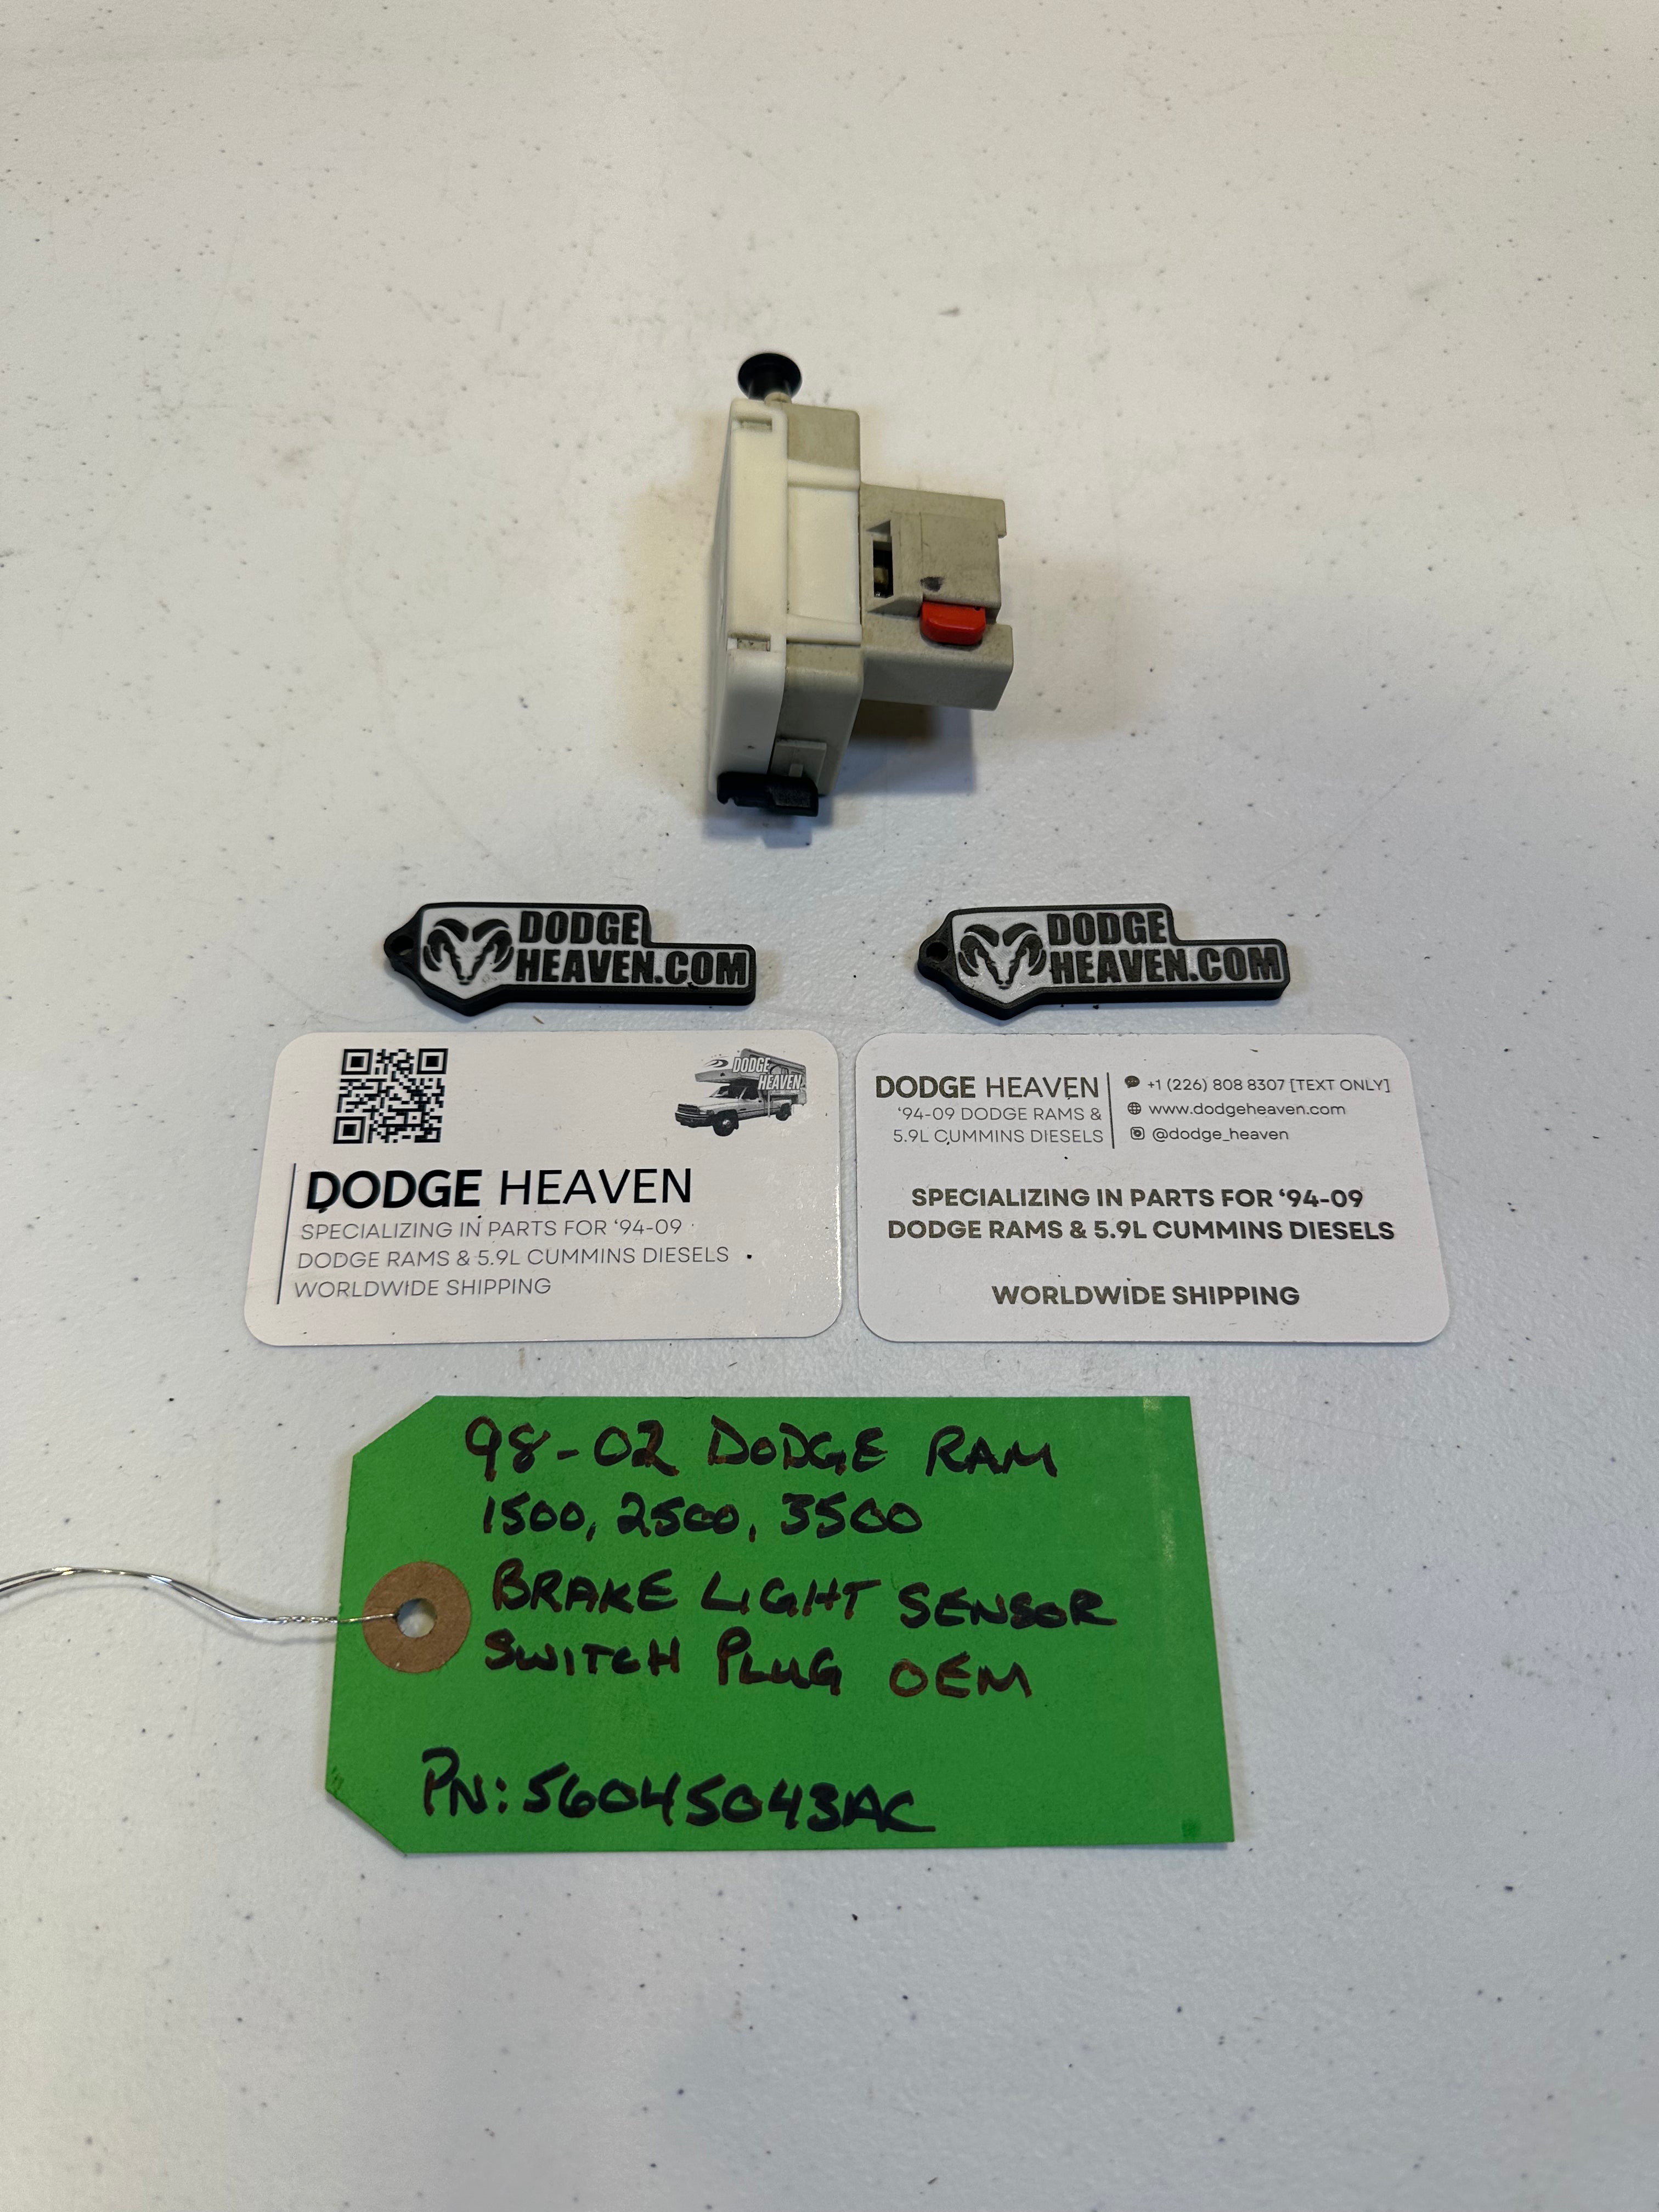 DODGE
HEAVEN.COM
DODGE
HEAVEN.COM
DODGE
HEAVEN
DODGE HEAVEN
SPECIALIZING IN PARTS FOR ‘94-09
DODGE RAMS & 5.9L CUMMINS DIESELS
WORLDWIDE SHIPPING
DODGE HEAVEN
‘94-09 DODGE RAMS &
5.9L CUMMINS DIESELS
+1 (226) 808 8307 [TEXT ONLY]
www.dodgeheaven.com
@dodge_heaven
SPECIALIZING IN PARTS FOR ‘94-09
DODGE RAMS & 5.9L CUMMINS DIESELS
WORLDWIDE SHIPPING
98-02 DODGE RAM
1500, 2500, 3500
BRAKE LIGHT SENSOR
SWITCH PLUG OEM
PN: 56045043AC